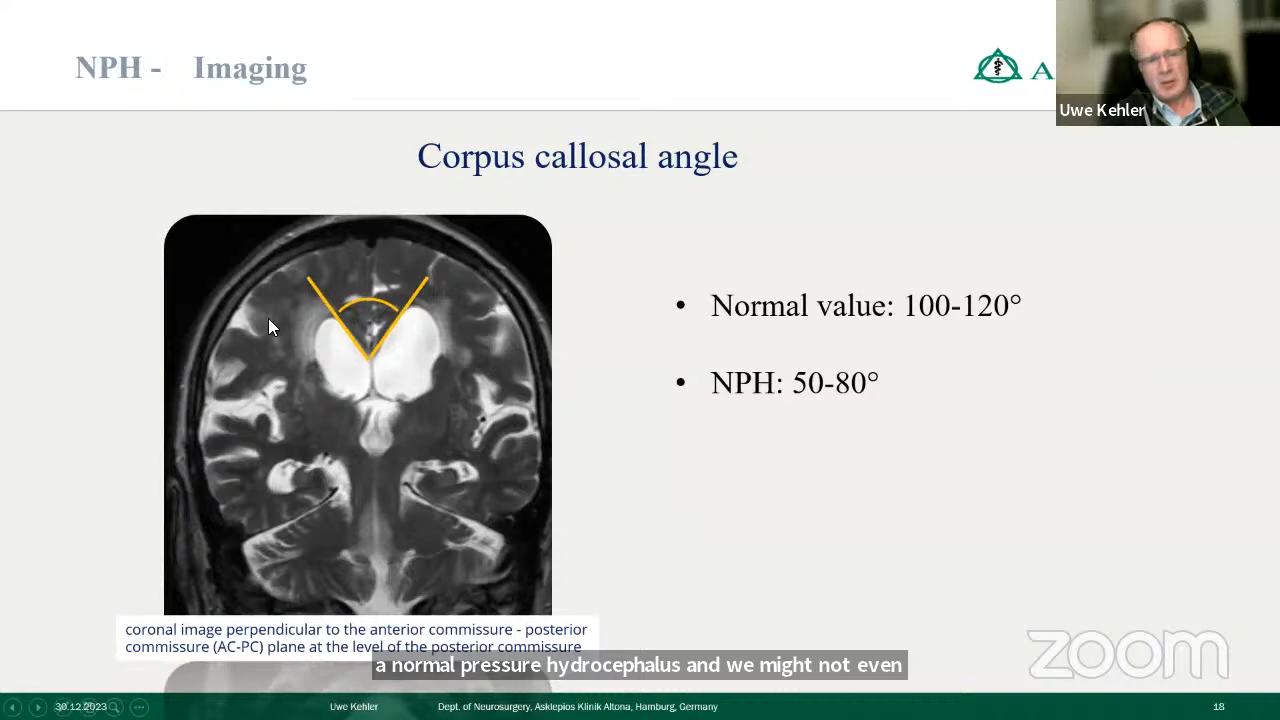 NPH - Imaging
A
Uwe Kehler
Corpus callosal angle
• Normal value: 100-120°
• NPH: 50-80°
coronal image perpendicular to the anterior commissure - posterior
commissure (AC-PC) plane at the level of the posterior commissure
a normal pressure hydrocephalus and we might not even
zoom
30.12.2023
Uwe Kehler
Dept. of Neurosurgery, Asklepios Klinik Altona, Hamburg, Germany
18